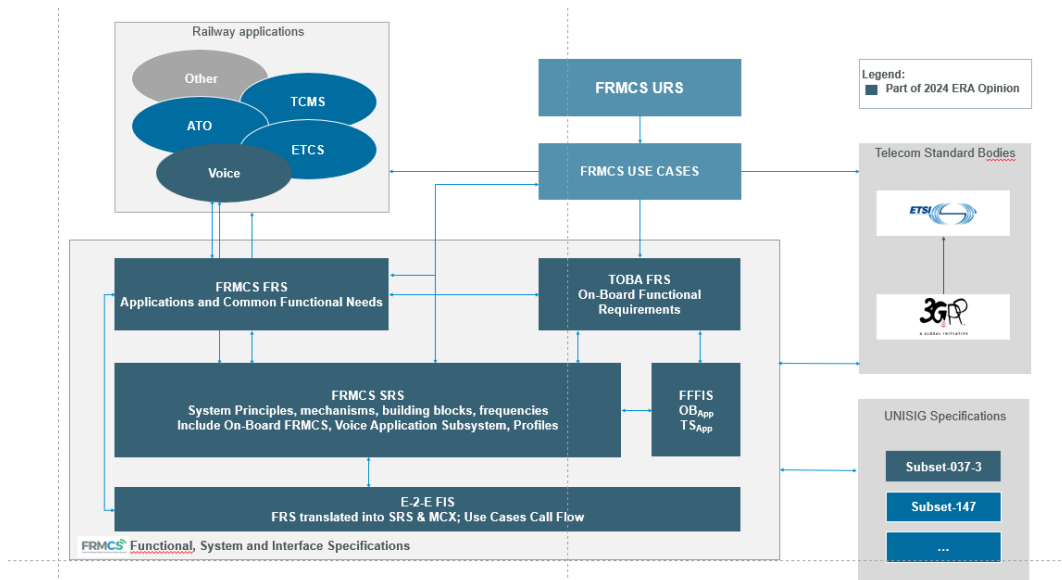 Railway applications
Other
TCMS
ATO
ETCS
Voice
FRMCS URS
Legend:
Part of 2024 ERA Opinion
FRMCS USE CASES
Telecom Standard Bodies
ETSI
3GPP
A GLOBAL INITIATIVE
FRMCS FRS
Applications and Common Functional Needs
TOBA FRS
On-Board Functional
Requirements
FRMCS SRS
System Principles, mechanisms, building blocks, frequencies
Include On-Board FRMCS, Voice Application Subsystem, Profiles
FFFIS
OBApp
TSApp
E-2-E FIS
FRS translated into SRS & MCX; Use Cases Call Flow
FRMCS Functional, System and Interface Specifications
UNISIG Specifications
Subset-037-3
Subset-147
...